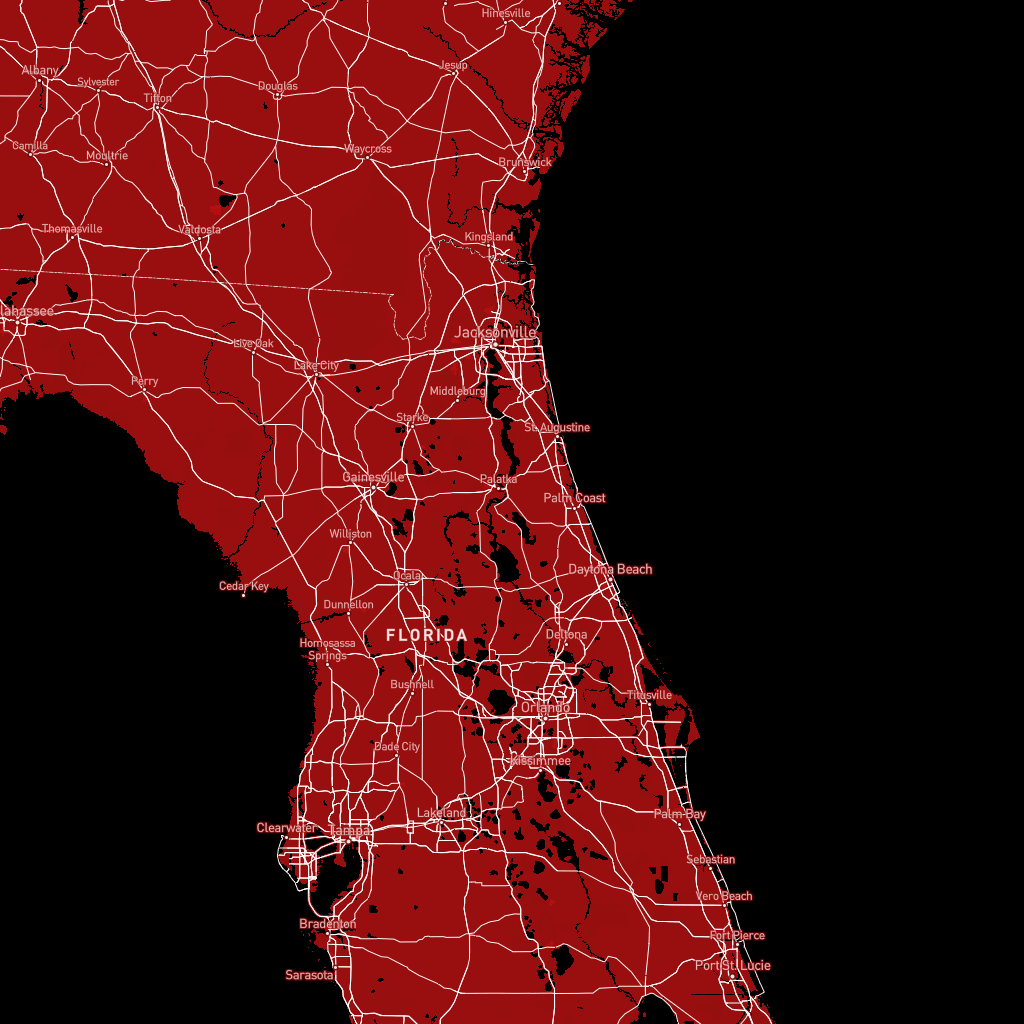 Hinesville
Jesup
Albany
Sylvester
Douglas
Tifton
Camilla
Moultrie
Waycross
Brunswick
Thomasville
Valdosta
Kingsland
lahassee
Jacksonville
Live Oak
Lake City
Perry
Middleburg
Starke
St. Augustine
Gainesville
Palatka
Palm Coast
Williston
Daytona Beach
Ocala
Cedar Key
Dunnellon
FLORIDA
Deltona
Homosassa
Springs
Bushnell
Titusville
Orlando
Dade City
Kissimmee
Lakeland
Palm Bay
Clearwater
Tampa
Sebastian
Vero Beach
Bradenton
Fort Pierce
Port St. Lucie
Sarasota